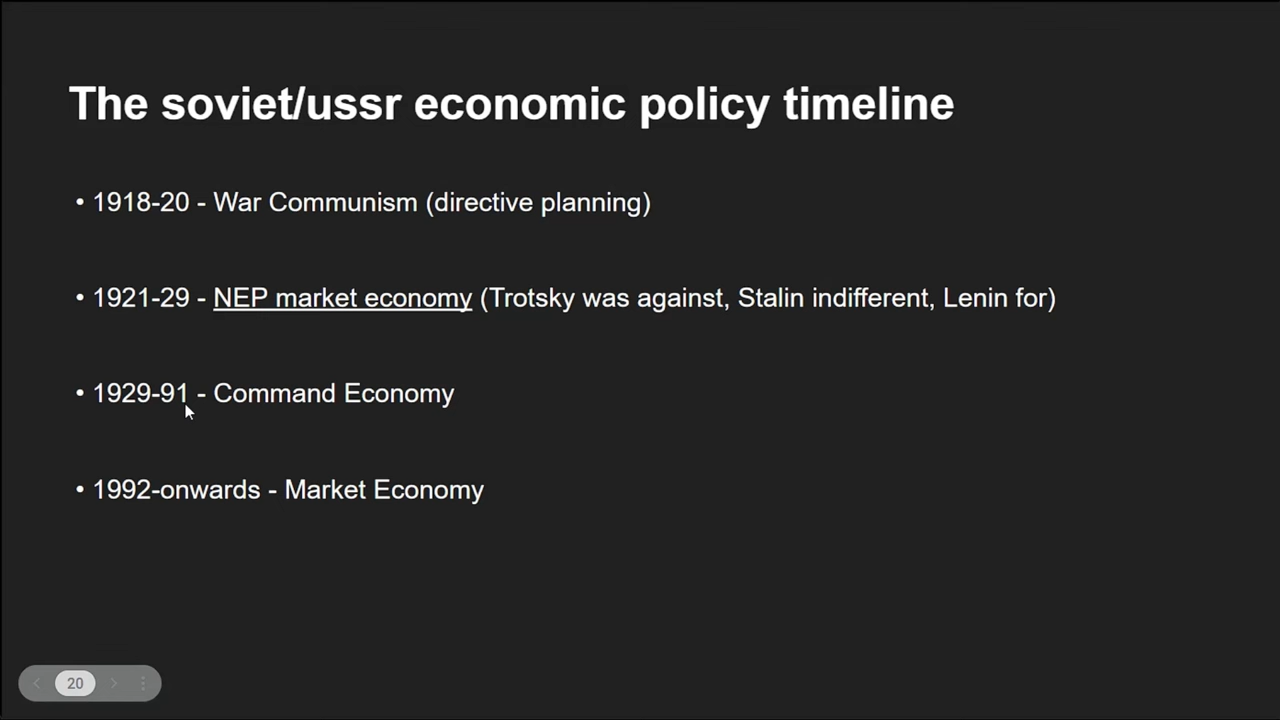 The soviet/ussr economic policy timeline
• 1918-20 - War Communism (directive planning)
• 1921-29 - NEP market economy (Trotsky was against, Stalin indifferent, Lenin for)
• 1929-91 - Command Economy
• 1992-onwards - Market Economy
20